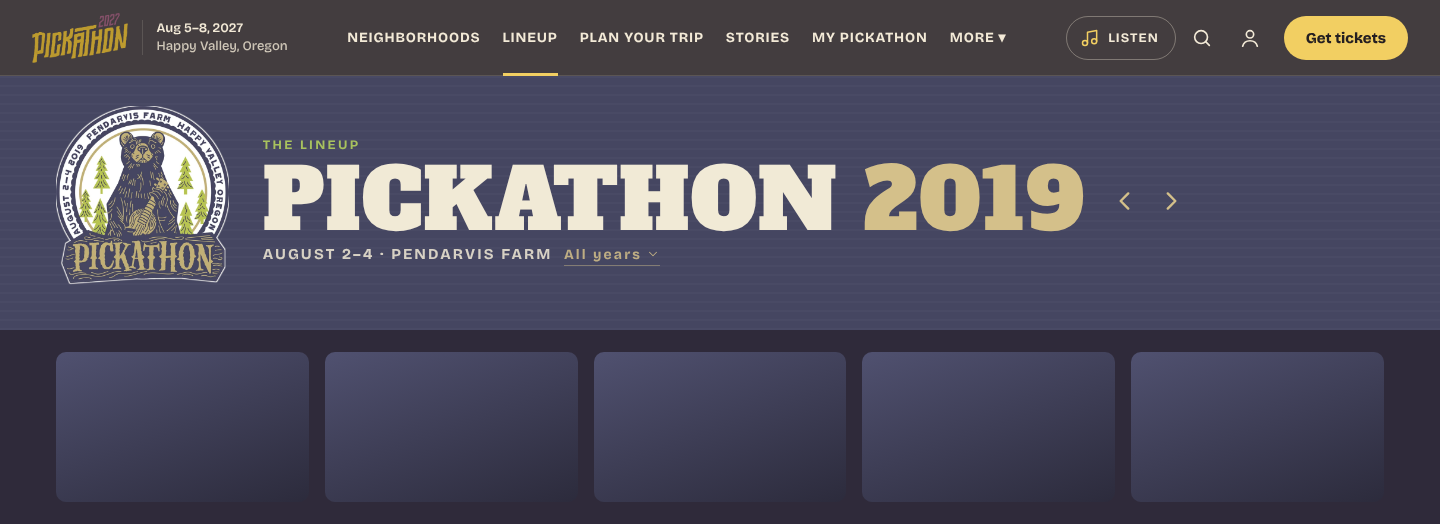 2027
PICKATHON
Aug 5–8, 2027
Happy Valley, Oregon
NEIGHBORHOODS
LINEUP
PLAN YOUR TRIP
STORIES
MY PICKATHON
MORE ▾
LISTEN
Get tickets
AUGUST 2–4 2019 PENDARVIS FARM HAPPY VALLEY OREGON
PICKATHON
THE LINEUP
PICKATHON 2019
AUGUST 2–4 · PENDARVIS FARM
All years